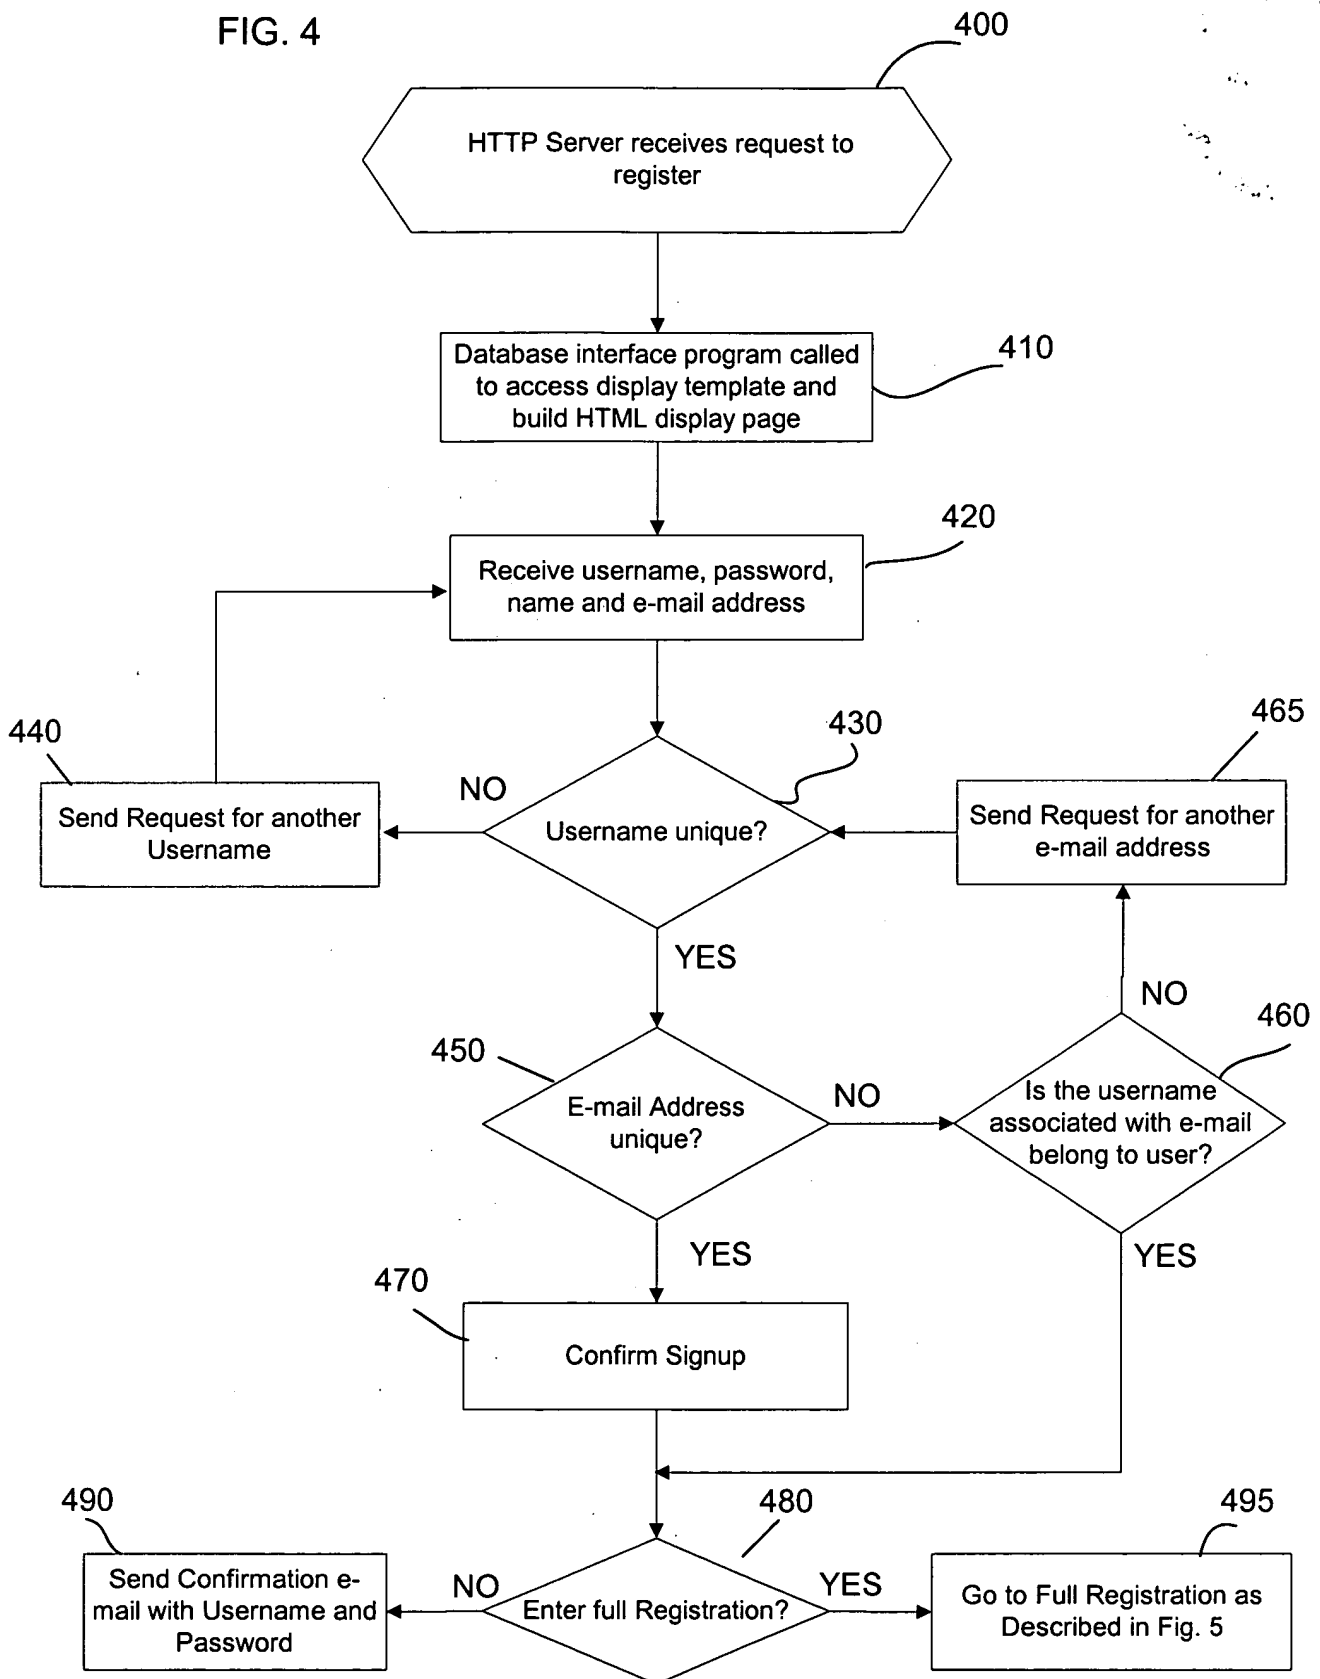 FIG. 4
400
HTTP Server receives request to
register
410
Database interface program called
to access display template and
build HTML display page
420
Receive username, password,
name and e-mail address
440
430
465
NO
Send Request for another
Username
Username unique?
Send Request for another
e-mail address
YES
NO
460
450
E-mail Address
unique?
NO
Is the username
associated with e-mail
belong to user?
YES
YES
470
Confirm Signup
490
480
495
Send Confirmation e-
mail with Username and
Password
NO
Enter full Registration?
YES
Go to Full Registration as
Described in Fig. 5